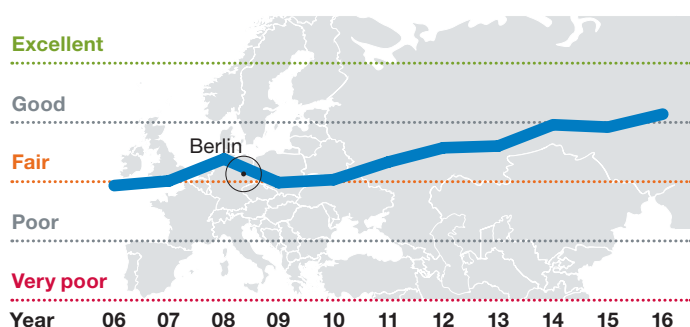 Excellent
Good
Berlin
Fair
Poor
Very poor
Year 06 07 08 09 10 11 12 13 14 15 16